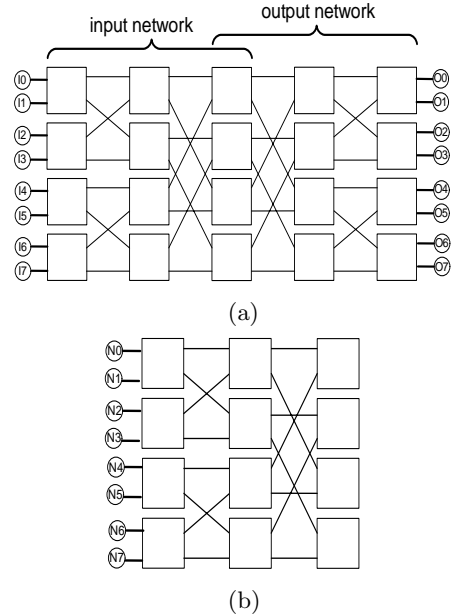 input network
output network
I0
I1
I2
I3
I4
I5
I6
I7
O0
O1
O2
O3
O4
O5
O6
O7
(a)
N0
N1
N2
N3
N4
N5
N6
N7
(b)